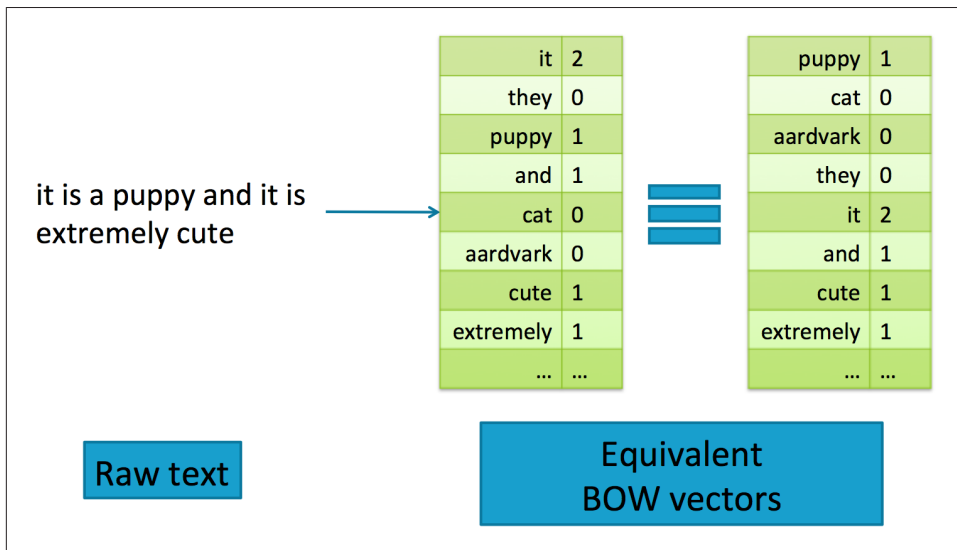 it is a puppy and it is
extremely cute
it 2
they 0
puppy 1
and 1
cat 0
aardvark 0
cute 1
extremely 1
... ...
puppy 1
cat 0
aardvark 0
they 0
it 2
and 1
cute 1
extremely 1
... ...
Raw text
Equivalent
BOW vectors